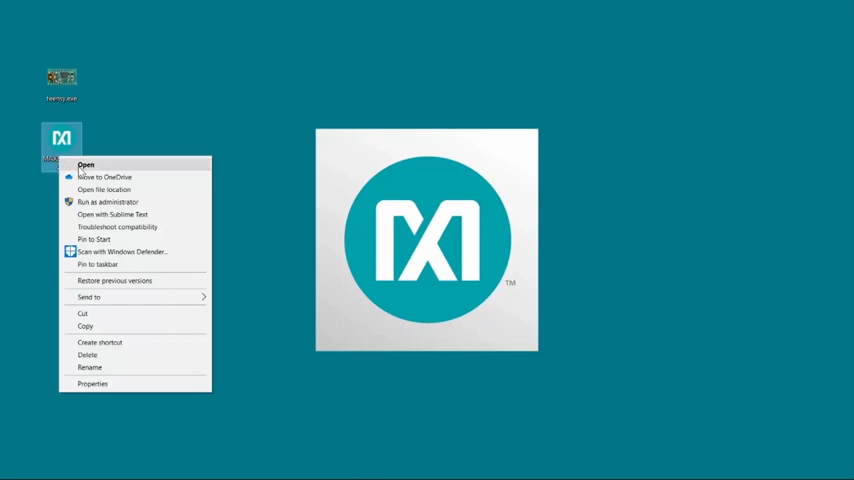 teensy.exe
Open
Move to OneDrive
Open file location
Run as administrator
Open with Sublime Text
Troubleshoot compatibility
Pin to Start
Scan with Windows Defender...
Pin to taskbar
Restore previous versions
Send to
Cut
Copy
Create shortcut
Delete
Rename
Properties
TM